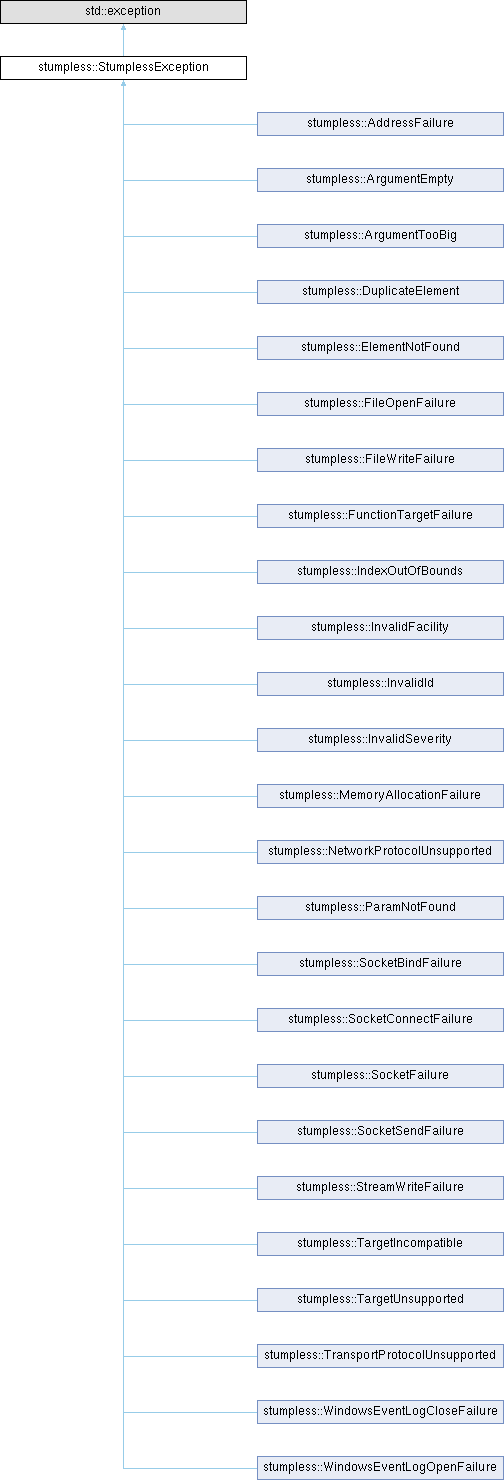 std::exception
stumpless::StumplessException
stumpless::AddressFailure
stumpless::ArgumentEmpty
stumpless::ArgumentTooBig
stumpless::DuplicateElement
stumpless::ElementNotFound
stumpless::FileOpenFailure
stumpless::FileWriteFailure
stumpless::FunctionTargetFailure
stumpless::IndexOutOfBounds
stumpless::InvalidFacility
stumpless::InvalidId
stumpless::InvalidSeverity
stumpless::MemoryAllocationFailure
stumpless::NetworkProtocolUnsupported
stumpless::ParamNotFound
stumpless::SocketBindFailure
stumpless::SocketConnectFailure
stumpless::SocketFailure
stumpless::SocketSendFailure
stumpless::StreamWriteFailure
stumpless::TargetIncompatible
stumpless::TargetUnsupported
stumpless::TransportProtocolUnsupported
stumpless::WindowsEventLogCloseFailure
stumpless::WindowsEventLogOpenFailure